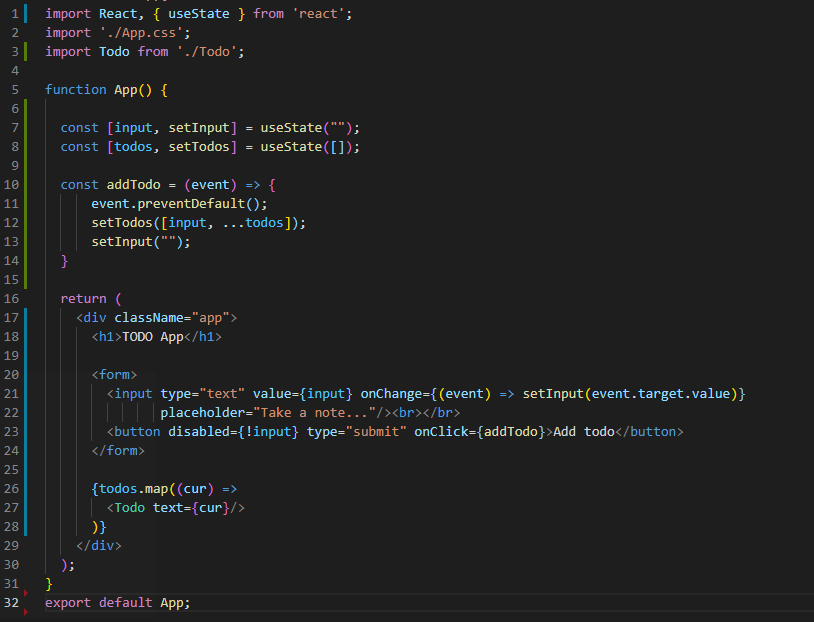 1 import React, { useState } from 'react';
2 import './App.css';
3 import Todo from './Todo';
4
5 function App() {
6
7 const [input, setInput] = useState("");
8 const [todos, setTodos] = useState([]);
9
10 const addTodo = (event) => {
11 event.preventDefault();
12 setTodos([input, ...todos]);
13 setInput("");
14 }
15
16 return (
17 <div className="app">
18 <h1>TODO App</h1>
19
20 <form>
21 <input type="text" value={input} onChange={(event) => setInput(event.target.value)}
22 placeholder="Take a note..."/><br></br>
23 <button disabled={!input} type="submit" onClick={addTodo}>Add todo</button>
24 </form>
25
26 {todos.map((cur) =>
27 <Todo text={cur}/>
28 )}
29 </div>
30 );
31 }
32 export default App;